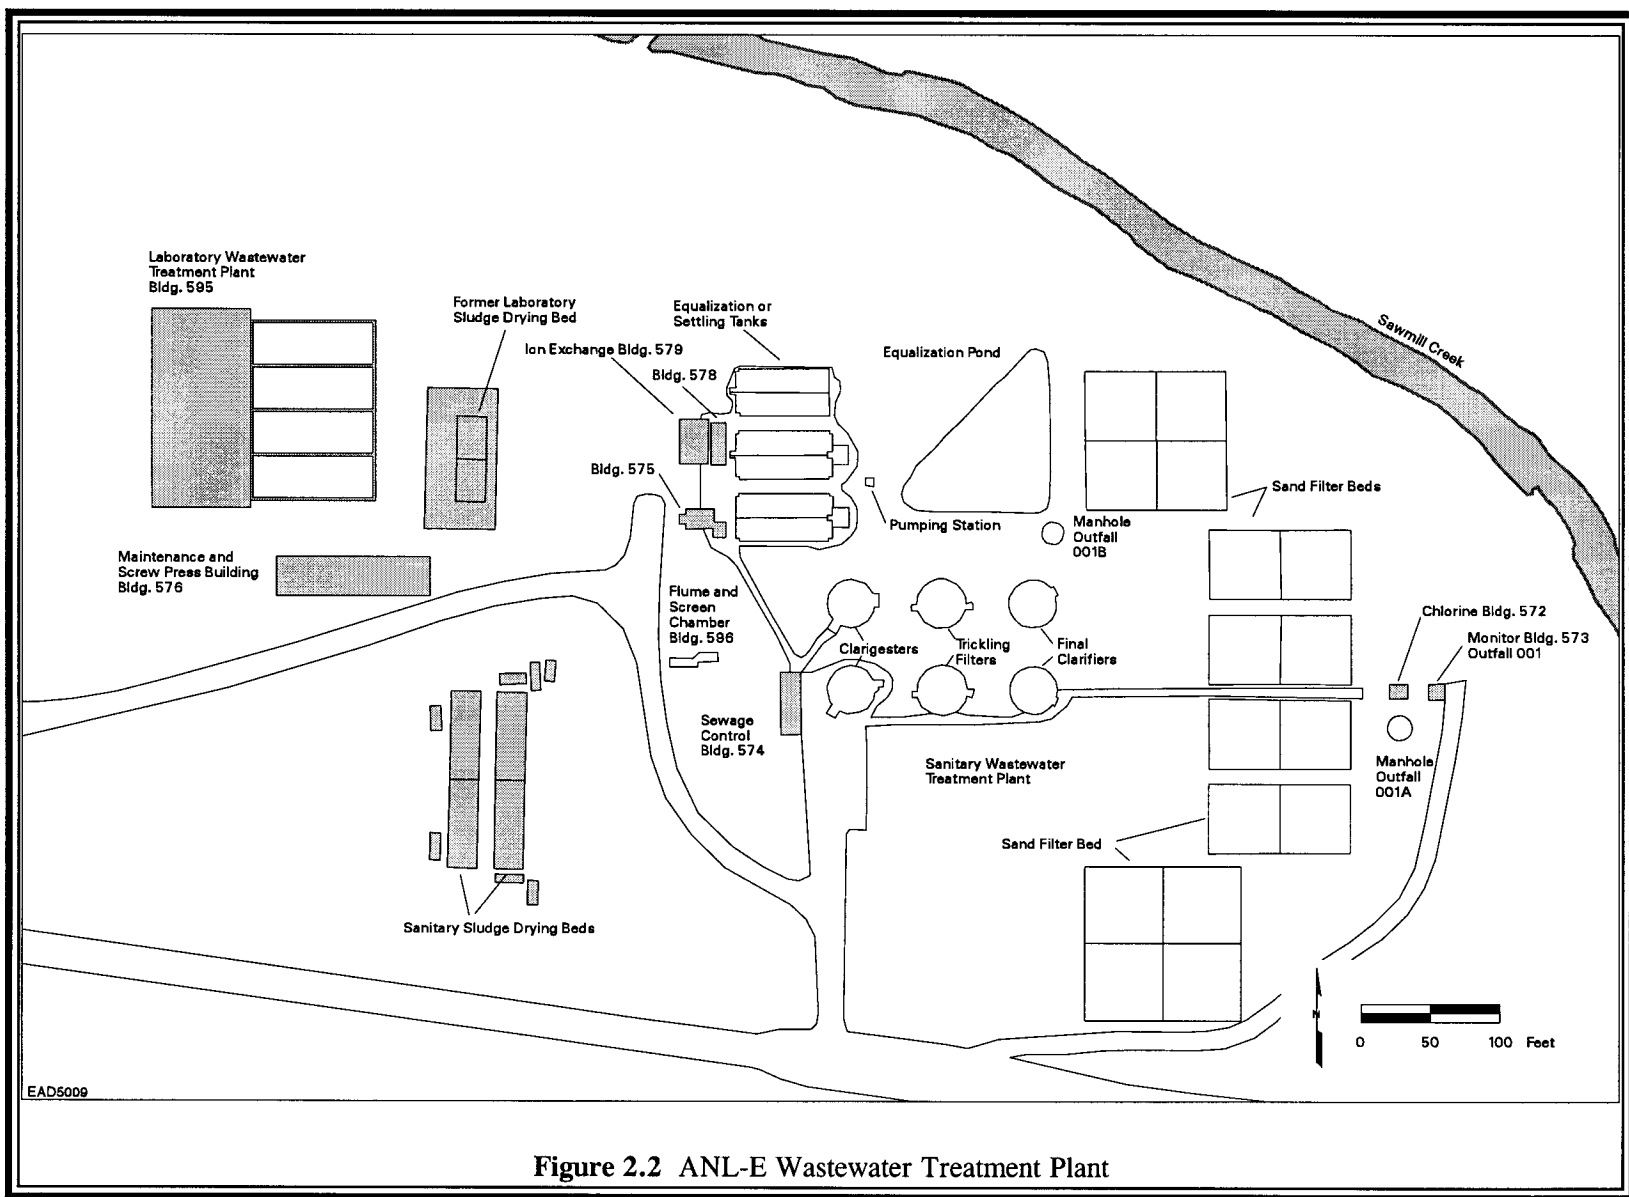 Laboratory Wastewater
Treatment Plant
Bldg. 595
Former Laboratory
Sludge Drying Bed
Equalization or
Settling Tanks
Ion Exchange Bldg. 579
Bldg. 578
Equalization Pond
Sawmill Creek
Bldg. 575
Sand Filter Beds
Pumping Station
Manhole
Outfall
001B
Maintenance and
Screw Press Building
Bldg. 576
Flume and
Screen
Chamber
Bldg. 596
Clarigesters
Trickling
Filters
Final
Clarifiers
Chlorine Bldg. 572
Monitor Bldg. 573
Outfall 001
Sewage
Control
Bldg. 574
Sanitary Wastewater
Treatment Plant
Manhole
Outfall
001A
Sand Filter Bed
Sanitary Sludge Drying Beds
N
0 50 100 Feet
EAD5009
Figure 2.2 ANL-E Wastewater Treatment Plant